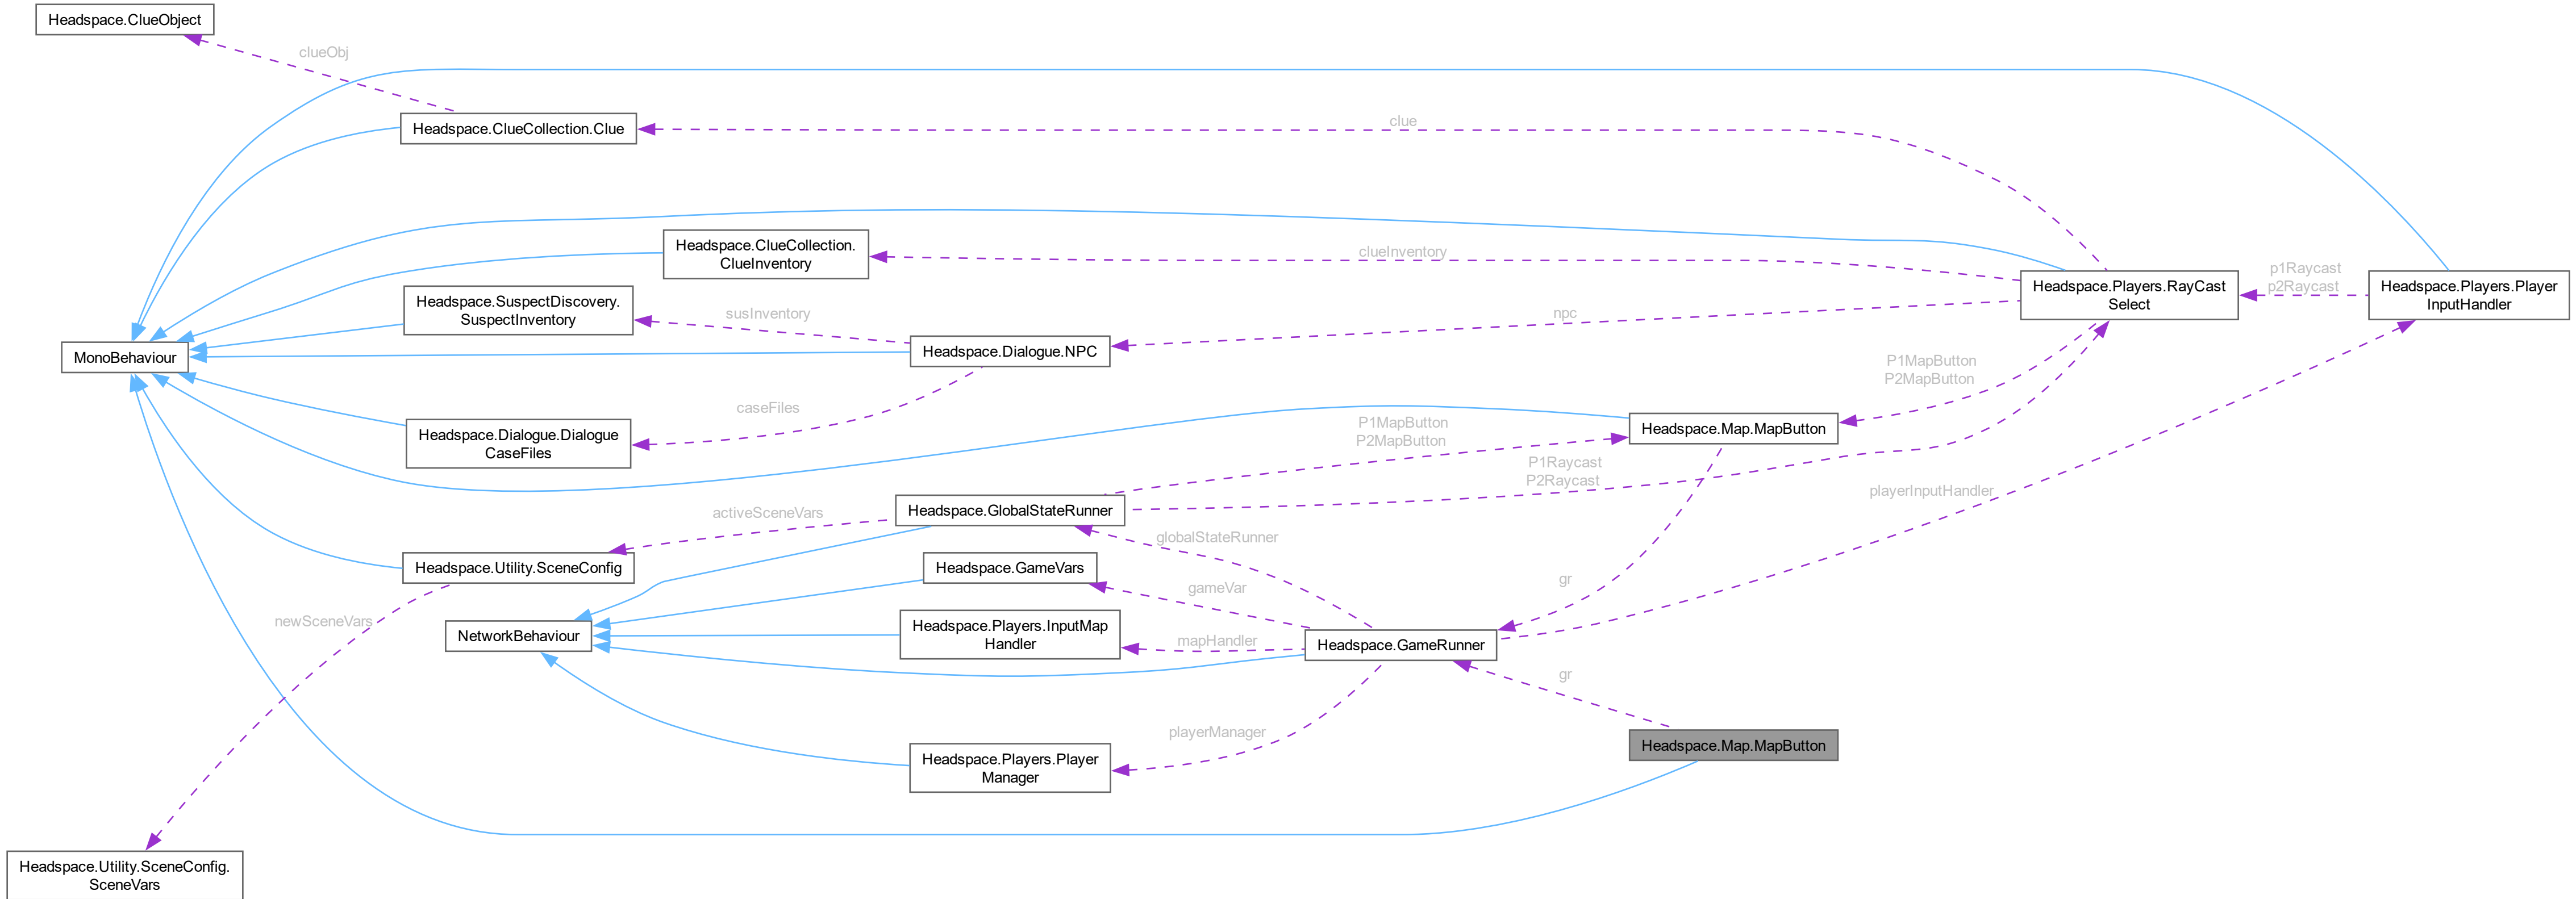 Headspace.ClueObject
clueObj
Headspace.ClueCollection.Clue
clue
Headspace.ClueCollection.
ClueInventory
clueInventory
Headspace.Players.RayCast
Select
p1Raycast
p2Raycast
Headspace.Players.Player
InputHandler
Headspace.SuspectDiscovery.
SuspectInventory
susInventory
npc
MonoBehaviour
Headspace.Dialogue.NPC
P1MapButton
P2MapButton
caseFiles
Headspace.Dialogue.Dialogue
CaseFiles
P1MapButton
P2MapButton
Headspace.Map.MapButton
P1Raycast
P2Raycast
playerInputHandler
activeSceneVars
Headspace.GlobalStateRunner
globalStateRunner
Headspace.Utility.SceneConfig
Headspace.GameVars
gameVar
gr
newSceneVars
NetworkBehaviour
Headspace.Players.InputMap
Handler
mapHandler
Headspace.GameRunner
gr
playerManager
Headspace.Players.Player
Manager
Headspace.Map.MapButton
Headspace.Utility.SceneConfig.
SceneVars